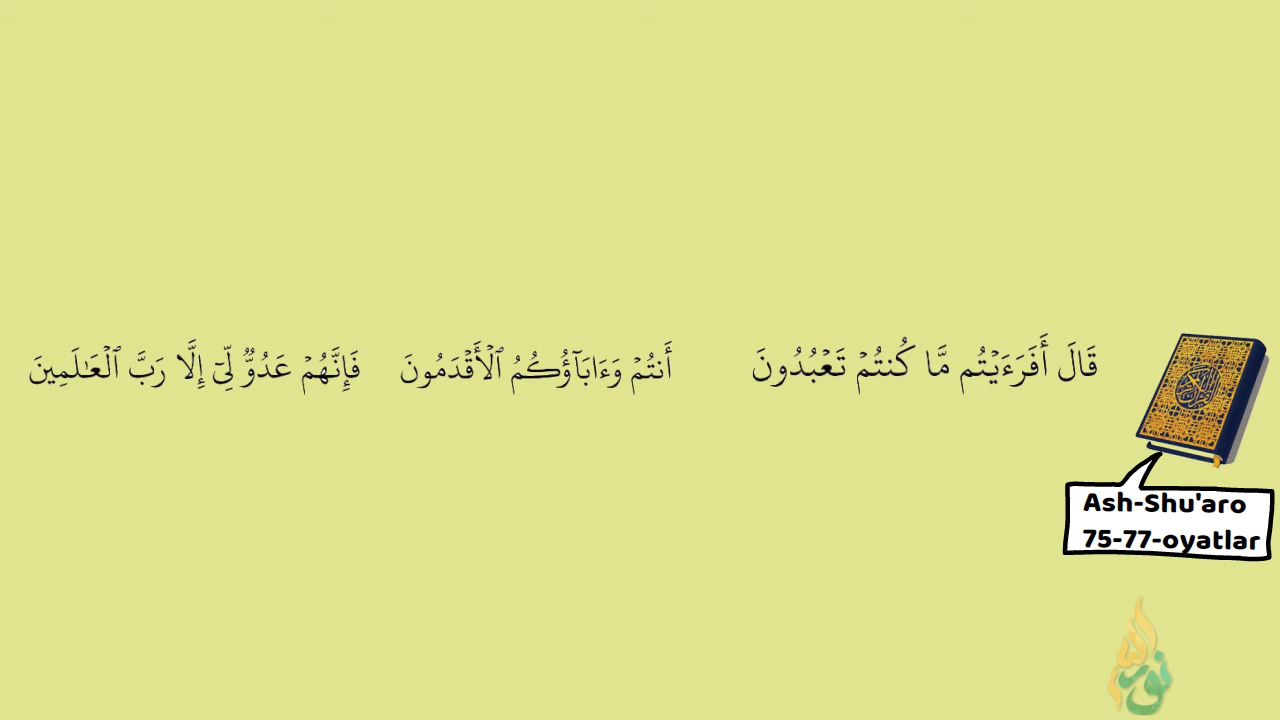 قَالَ أَفَرَءَيْتُم مَّا كُنتُمْ تَعْبُدُونَ أَنتُمْ وَءَابَآؤُكُمُ ٱلْأَقْدَمُونَ فَإِنَّهُمْ عَدُوٌّ لِّىٓ إِلَّا رَبَّ ٱلْعَٰلَمِينَ
Ash-Shu'aro
75-77-oyatlar